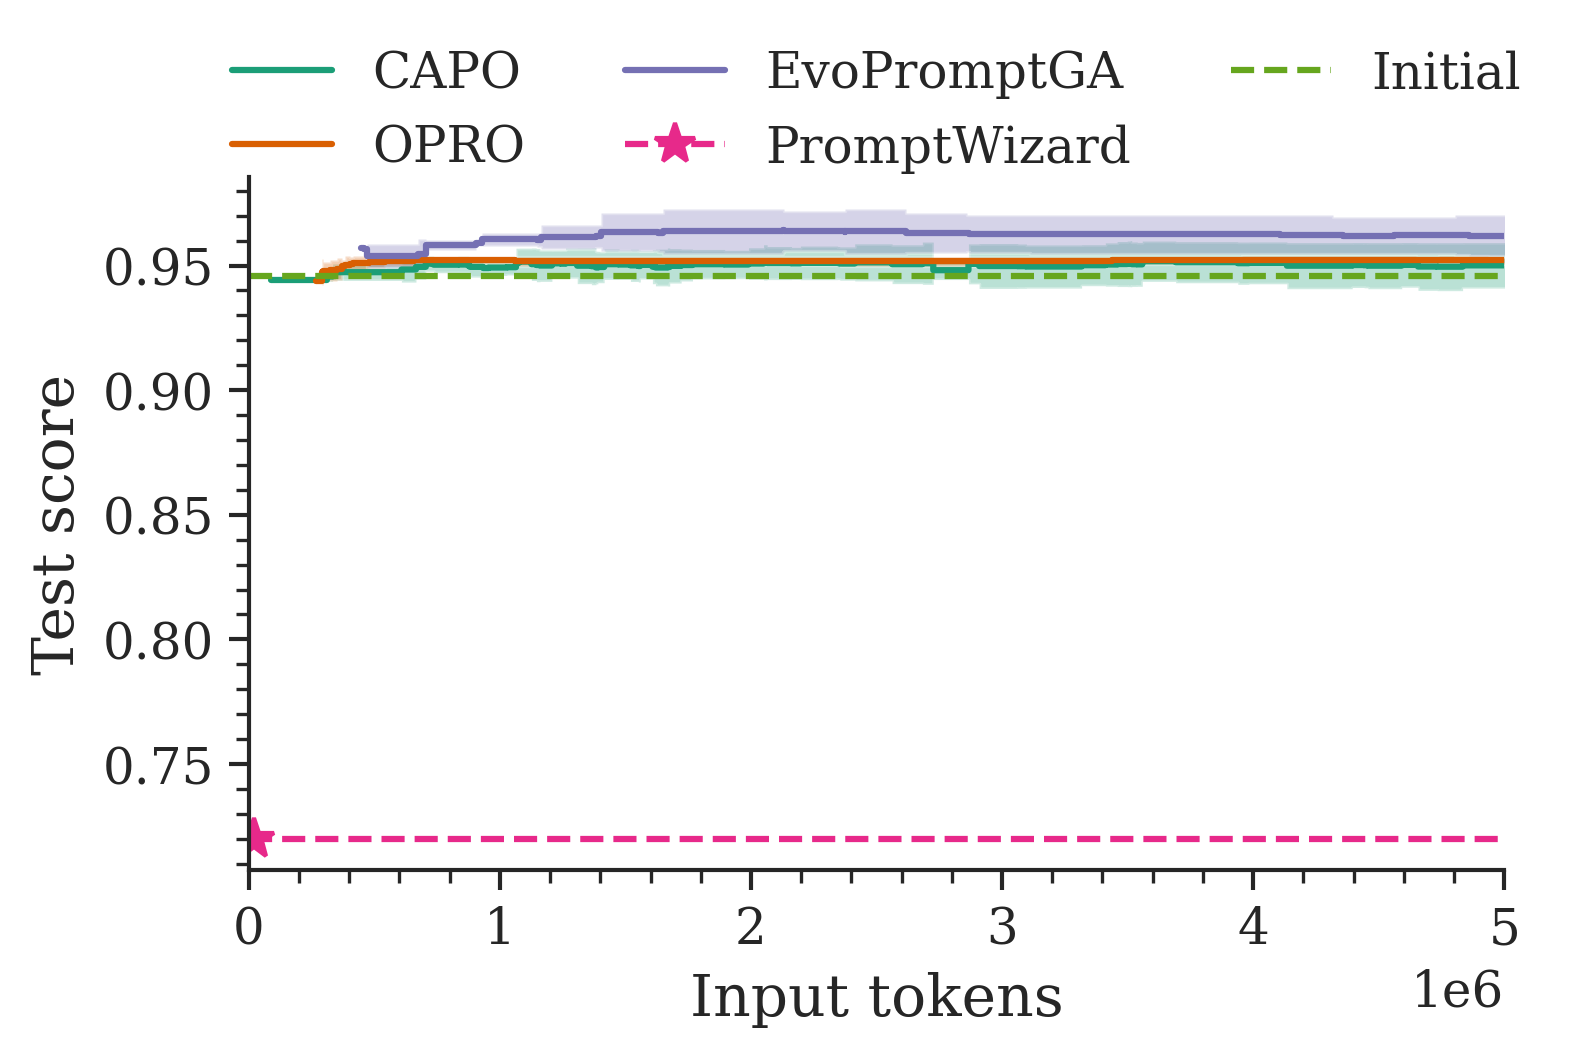 CAPO
EvoPromptGA
Initial
OPRO
PromptWizard
0.95
0.90
0.85
0.80
0.75
Test score
0 1 2 3 4 5
1e6
Input tokens